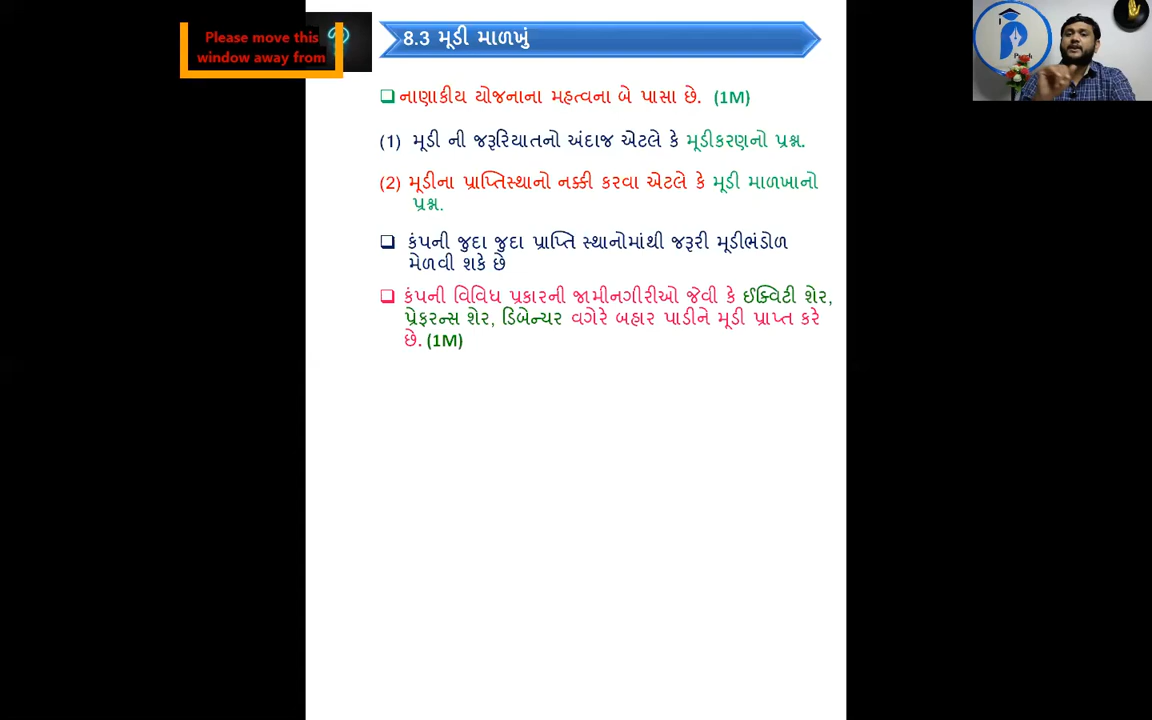 Please move this
window away from
8.3 મૂડી માળખું
❑ નાણાકીય યોજનાના મહત્વના બે પાસા છે. (1M)
(1) મૂડી ની જરૂરિયાતનો અંદાજ એટલે કે મૂડીકરણનો પ્રશ્ન.
(2) મૂડીના પ્રાપ્તિસ્થાનો નક્કી કરવા એટલે કે મૂડી માળખાનો
પ્રશ્ન.
❑ કંપની જુદા જુદા પ્રાપ્તિ સ્થાનોમાંથી જરૂરી મૂડીભંડોળ
મેળવી શકે છે
❑ કંપની વિવિધ પ્રકારની જામીનગીરીઓ જેવી કે ઈક્વિટી શેર,
પ્રેફરન્સ શેર, ડિબેન્ચર વગેરે બહાર પાડીને મૂડી પ્રાપ્ત કરે
છે. (1M)